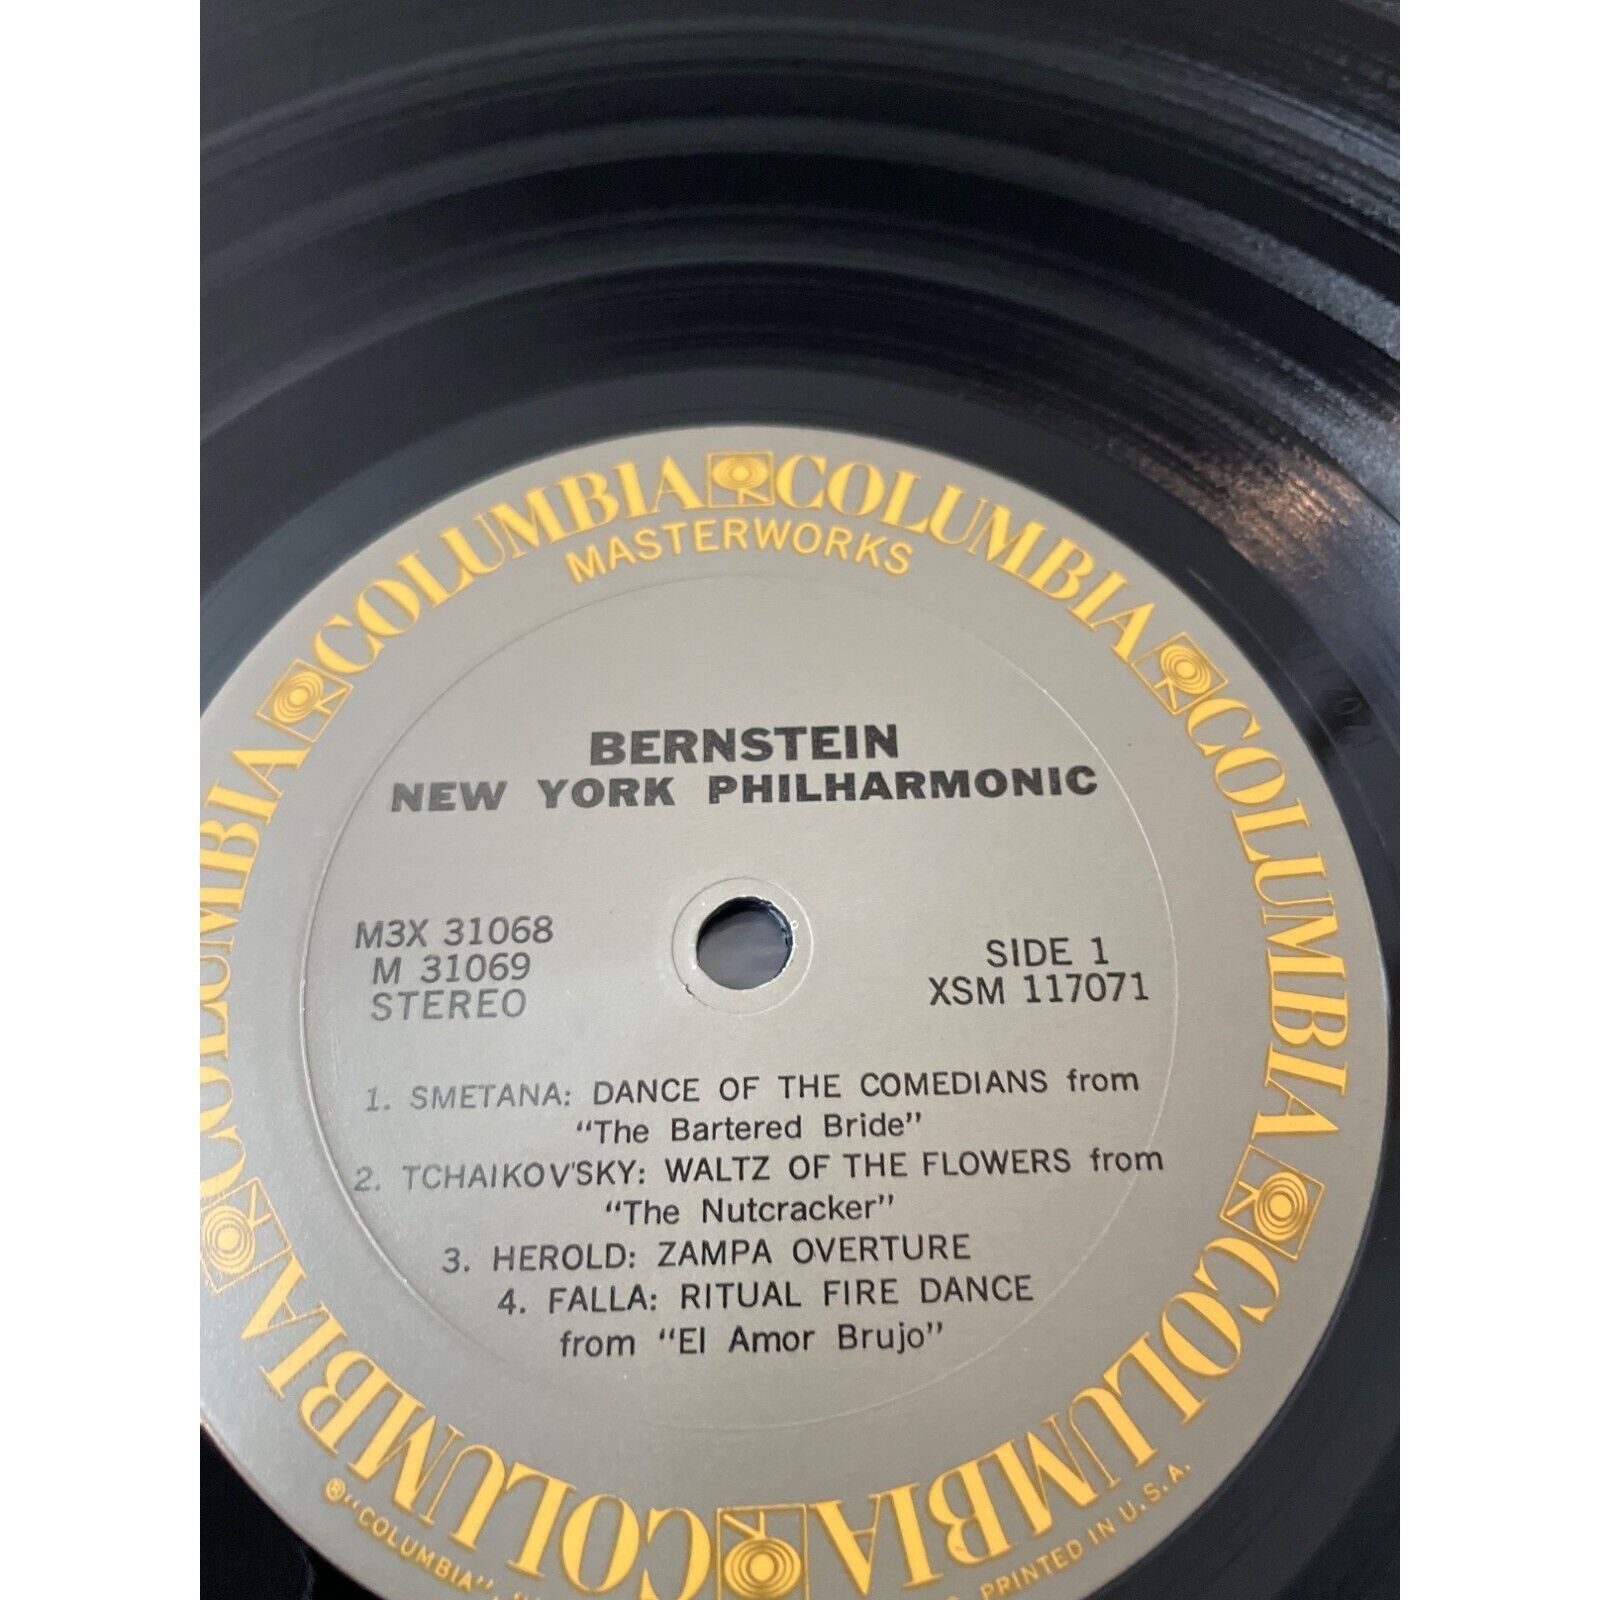 COLUMBIA COLUMBIA COLUMBIA COLUMBIA COLUMBIA COLUMBIA
MASTERWORKS
BERNSTEIN
NEW YORK PHILHARMONIC
M3X 31068
M 31069
STEREO
SIDE 1
XSM 117071
1. SMETANA: DANCE OF THE COMEDIANS from
"The Bartered Bride"
2. TCHAIKOVSKY: WALTZ OF THE FLOWERS from
"The Nutcracker"
3. HEROLD: ZAMPA OVERTURE
4. FALLA: RITUAL FIRE DANCE
from "El Amor Brujo"
® "COLUMBIA",
PRINTED IN U.S.A.